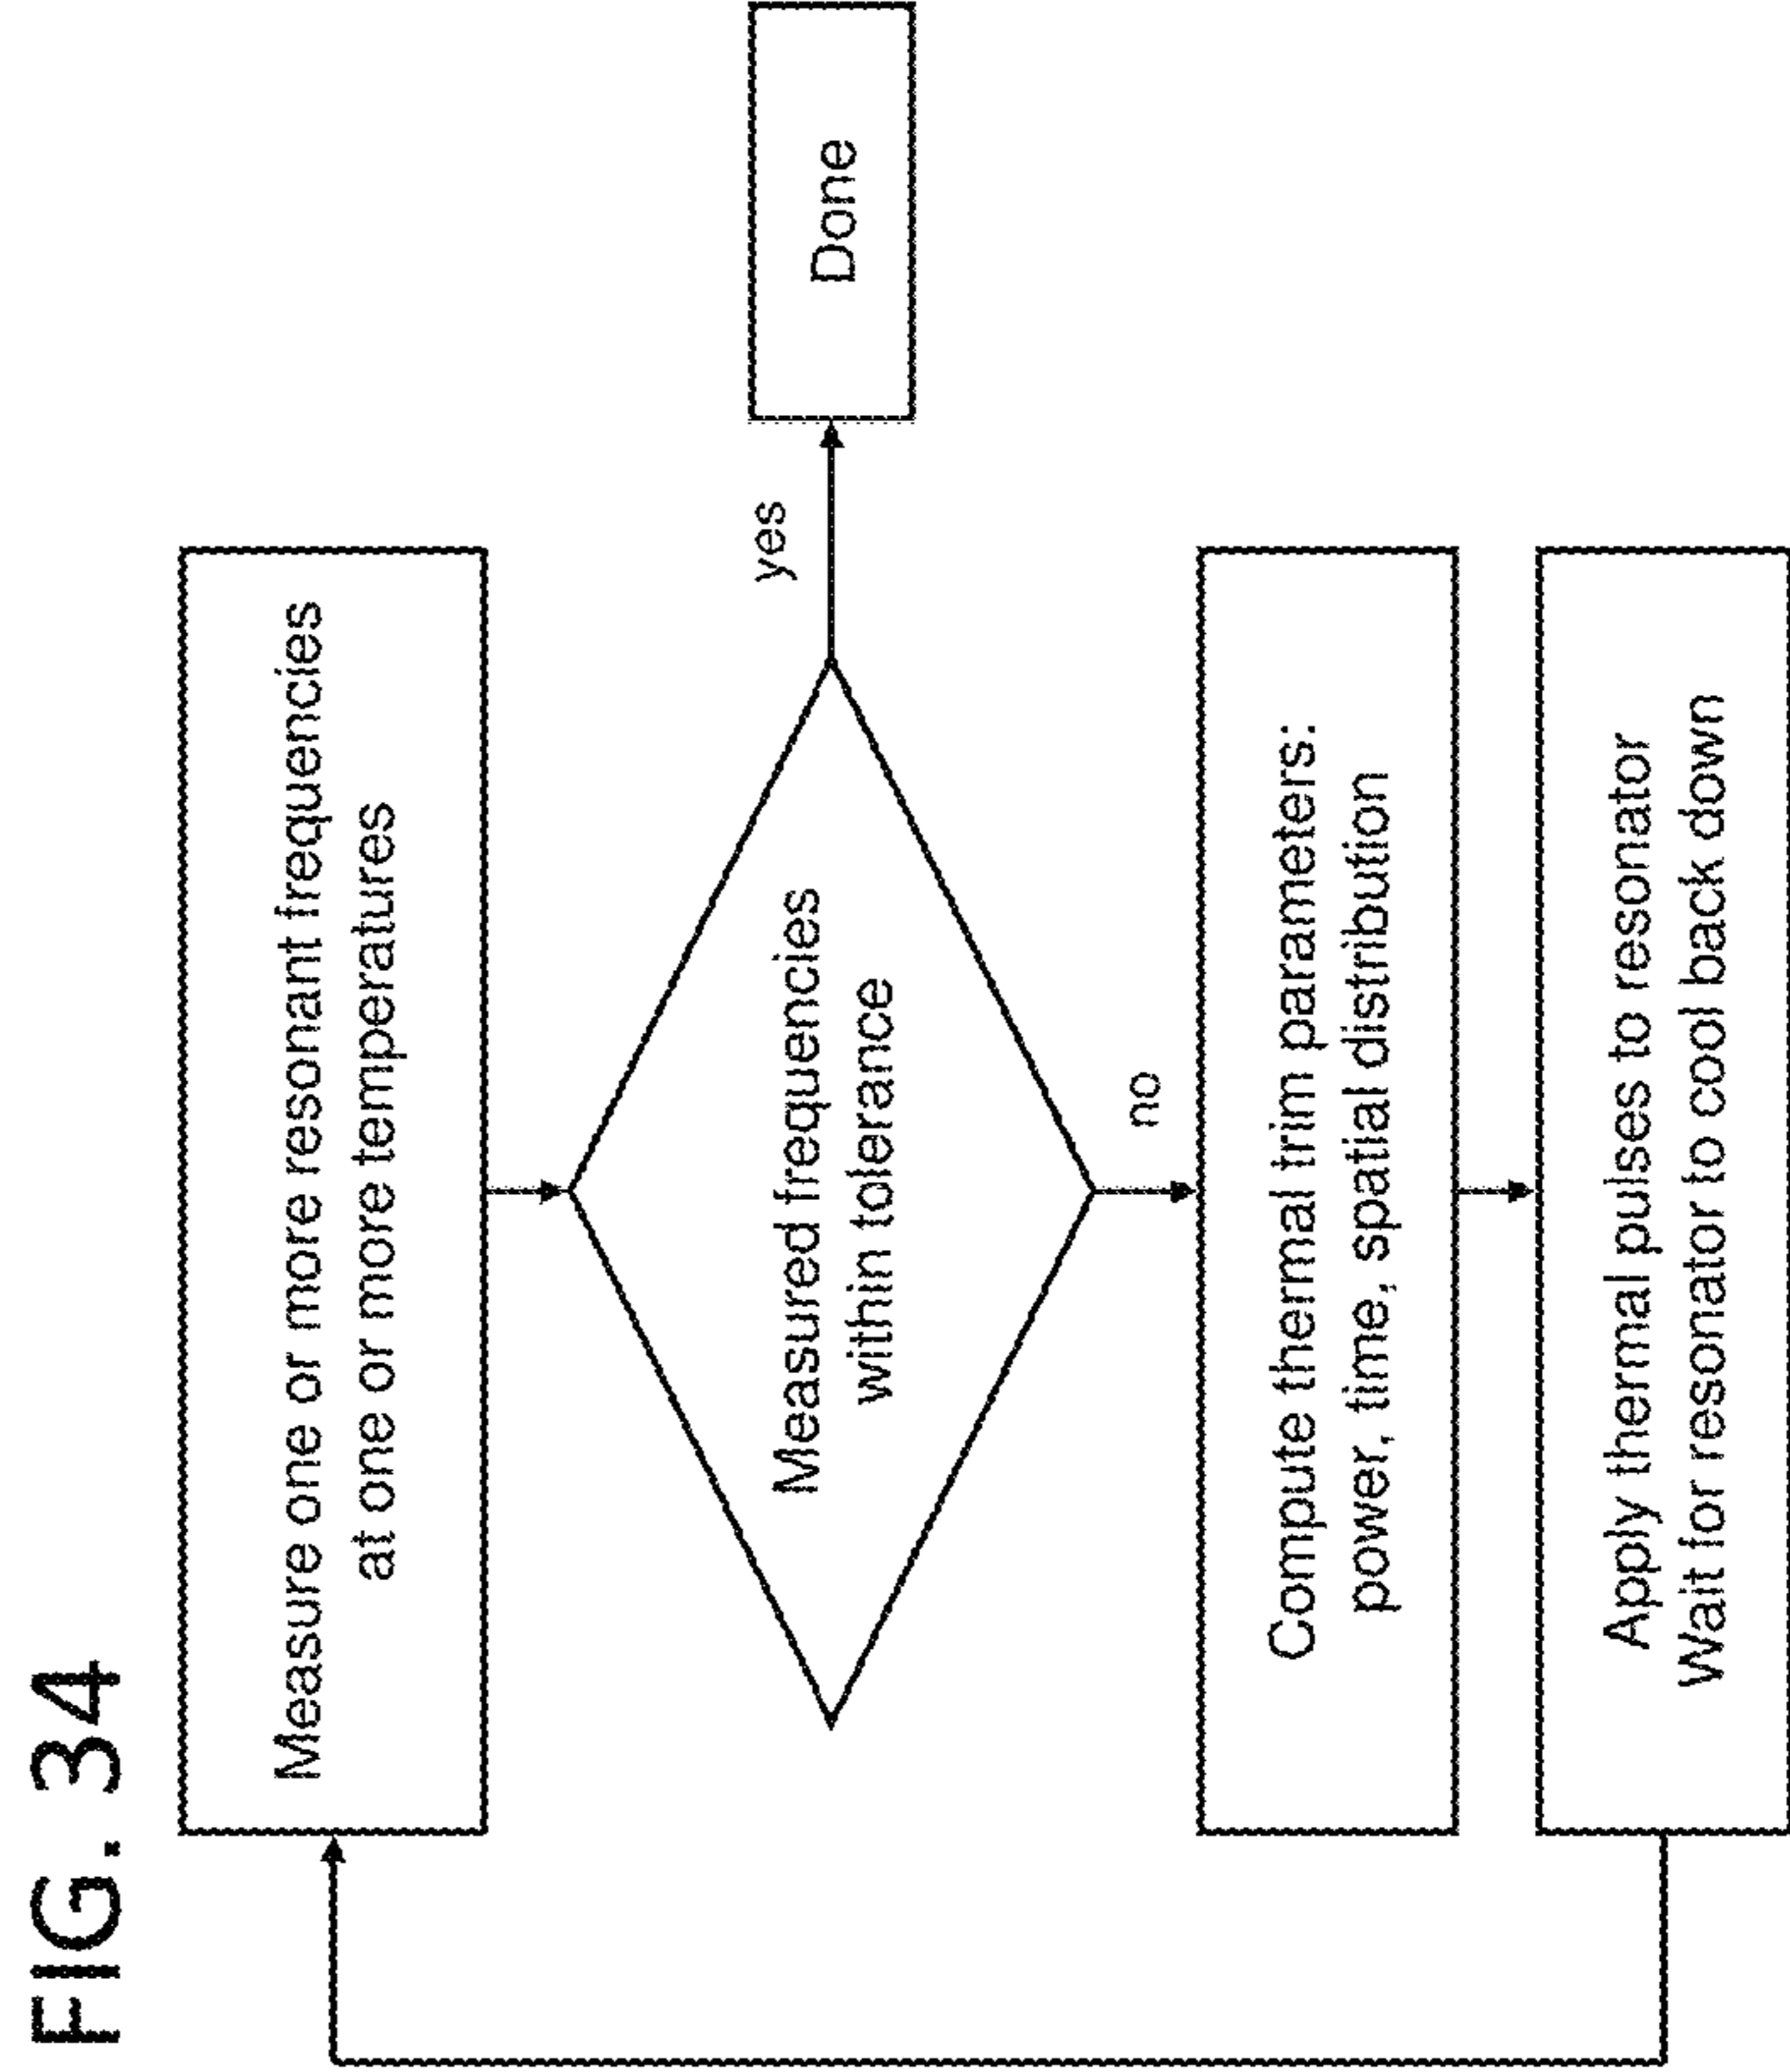 FIG. 34
Measure one or more resonant frequencies
at one or more temperatures
Measured frequencies
within tolerance
yes
Done
no
Compute thermal trim parameters:
power, time, spatial distribution
Apply thermal pulses to resonator
Wait for resonator to cool back down